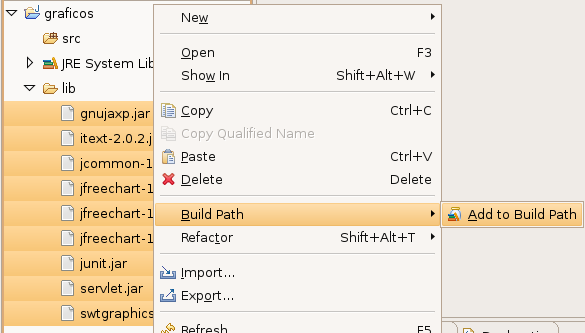 graficos
src
JRE System Lib
lib
gnujaxp.jar
itext-2.0.2.j
jcommon-1
jfreechart-1
jfreechart-1
jfreechart-1
junit.jar
servlet.jar
swtgraphics
New
Open F3
Show In Shift+Alt+W
Copy Ctrl+C
Copy Qualified Name
Paste Ctrl+V
Delete Delete
Build Path
Refactor Shift+Alt+T
Import...
Export...
Refresh F5
Add to Build Path